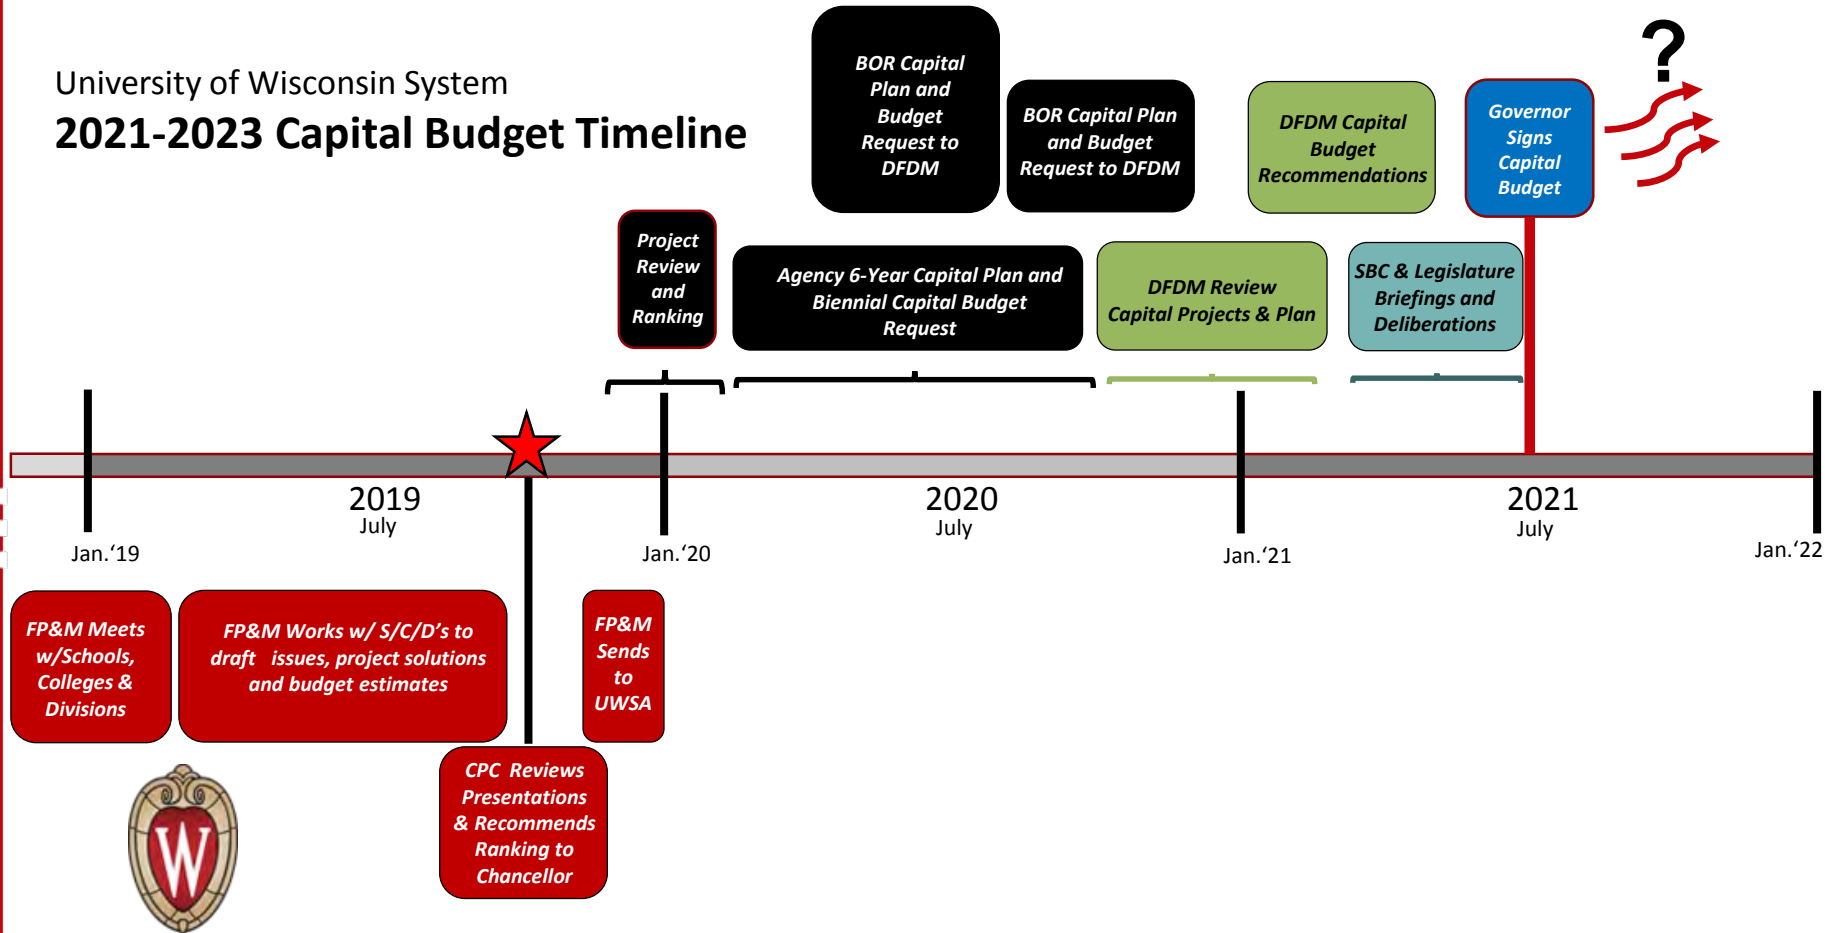 University of Wisconsin System
2021-2023 Capital Budget Timeline
BOR Capital
Plan and
Budget
Request to
DFDM
BOR Capital Plan
and Budget
Request to DFDM
DFDM Capital
Budget
Recommendations
Governor
Signs
Capital
Budget
?
Project
Review
and
Ranking
Agency 6-Year Capital Plan and
Biennial Capital Budget
Request
DFDM Review
Capital Projects & Plan
SBC & Legislature
Briefings and
Deliberations
2019
July
2020
July
2021
July
Jan.‘19
Jan.‘20
Jan.‘21
Jan.‘22
FP&M Meets
w/Schools,
Colleges &
Divisions
FP&M Works w/ S/C/D’s to
draft issues, project solutions
and budget estimates
FP&M
Sends
to
UWSA
CPC Reviews
Presentations
& Recommends
Ranking to
Chancellor
W